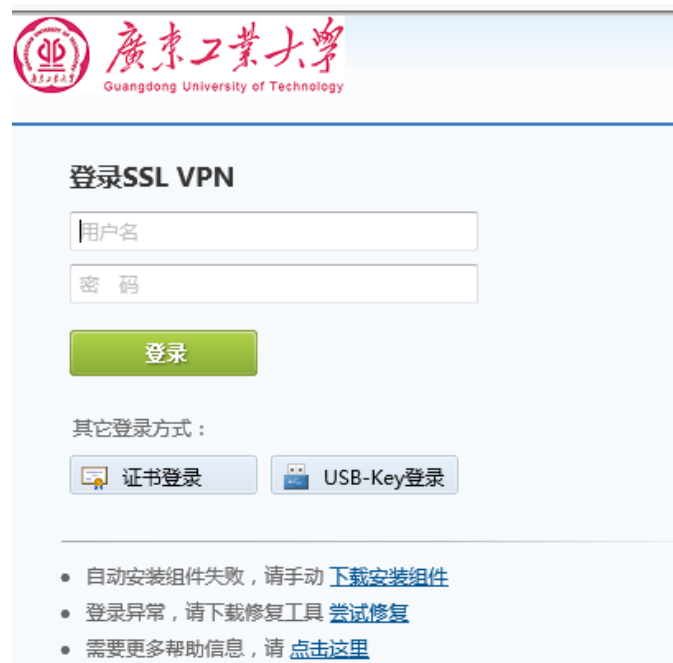 廣東工業大學
Guangdong University of Technology
登录SSL VPN
用户名
密 码
登录
其它登录方式：
证书登录 USB-Key登录
自动安装组件失败，请手动 下载安装组件
登录异常，请下载修复工具 尝试修复
需要更多帮助信息，请 点击这里